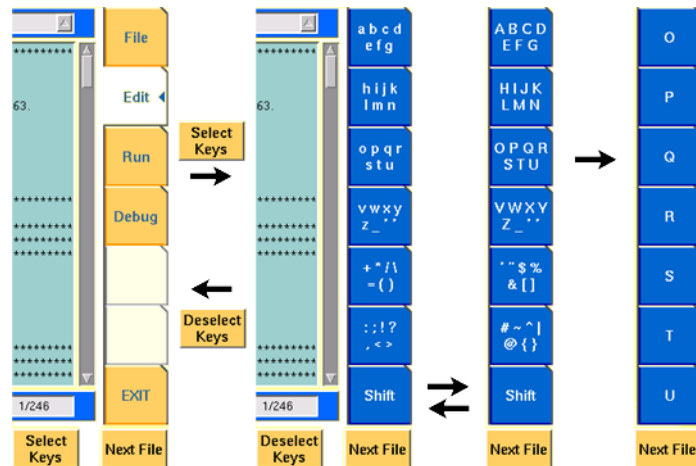 File
Edit
63.
Run
Debug
EXIT
1/246
Select
Keys
Next File
Select
Keys
Deselect
Keys
63.
1/246
Deselect
Keys
a b c d
e f g
h i j k
l m n
o p q r
s t u
v w x y
z _ ' '
+ * / \
= ( )
: ; ! ?
, < >
Shift
Next File
A B C D
E F G
H I J K
L M N
O P Q R
S T U
V W X Y
Z _ ' '
' " $ %
& [ ]
# ~ ^ |
@ { }
Shift
Next File
O
P
Q
R
S
T
U
Next File